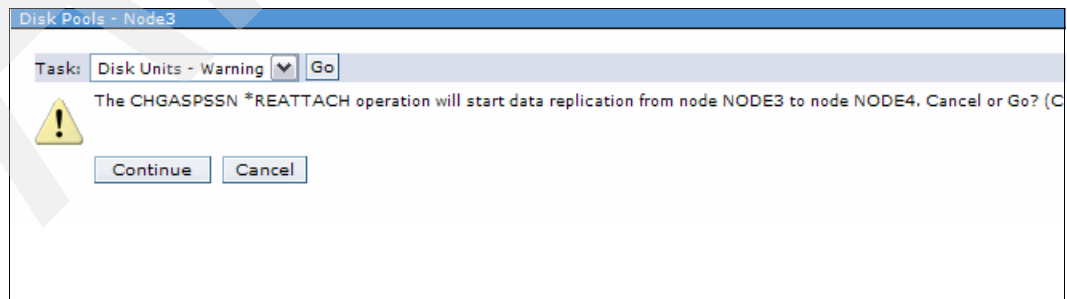 Disk Pools - Node3
Task: Disk Units - Warning Go
The CHGASPSSN *REATTACH operation will start data replication from node NODE3 to node NODE4. Cancel or Go? (C
Continue Cancel